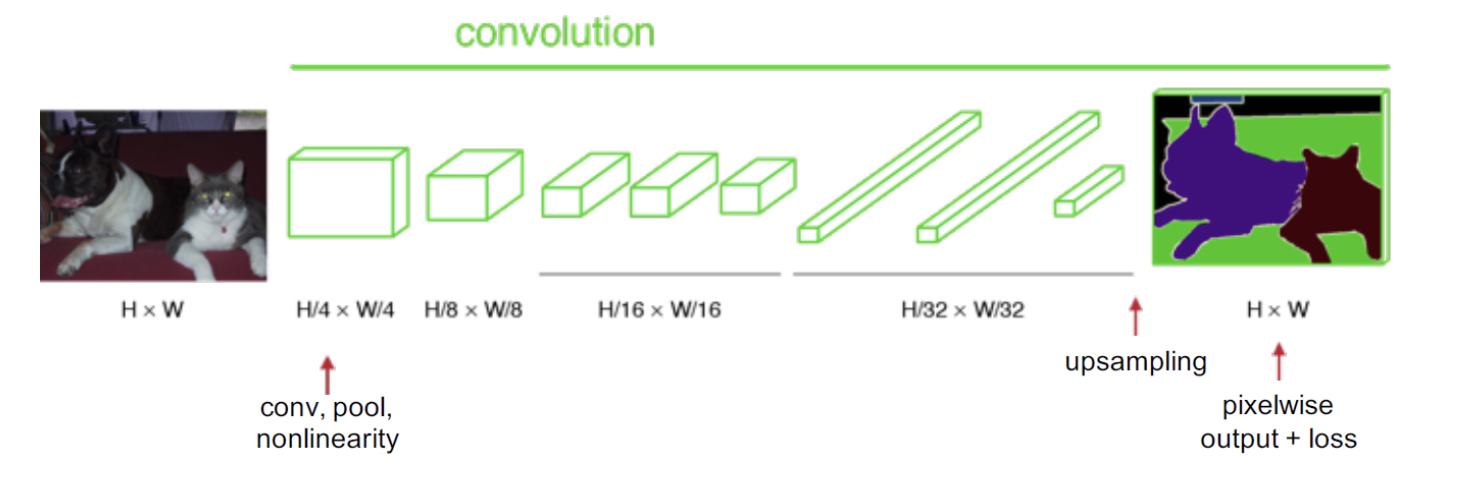 convolution
H × W
H/4 × W/4
H/8 × W/8
H/16 × W/16
H/32 × W/32
H × W
conv, pool,
nonlinearity
upsampling
pixelwise
output + loss